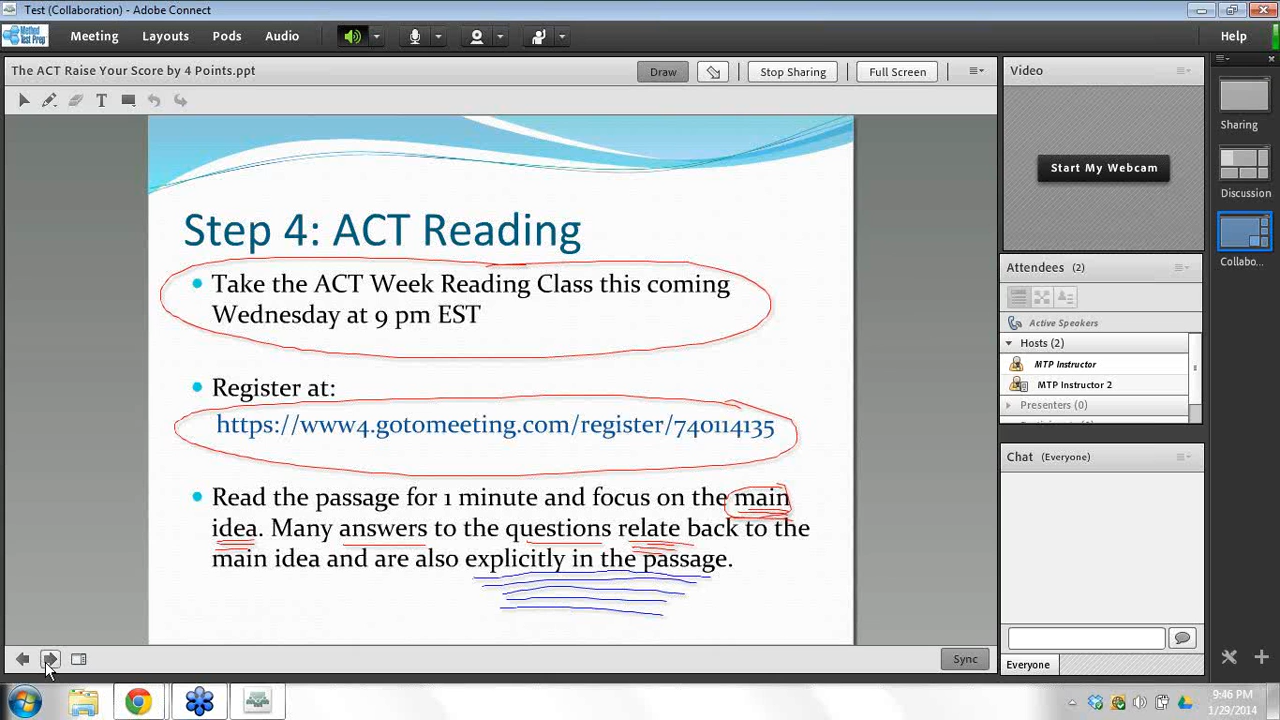 Test (Collaboration) - Adobe Connect
Method Test Prep
Meeting Layouts Pods Audio Help
The ACT Raise Your Score by 4 Points.ppt Draw Stop Sharing Full Screen Video
T
Start My Webcam
Sharing
Discussion
Collabo...
Step 4: ACT Reading
Take the ACT Week Reading Class this coming
Wednesday at 9 pm EST
Register at:
https://www4.gotomeeting.com/register/740114135
Read the passage for 1 minute and focus on the main
idea. Many answers to the questions relate back to the
main idea and are also explicitly in the passage.
Attendees (2)
Active Speakers
Hosts (2)
MTP Instructor
MTP Instructor 2
Presenters (0)
Chat (Everyone)
Everyone
Sync
9:46 PM
1/29/2014